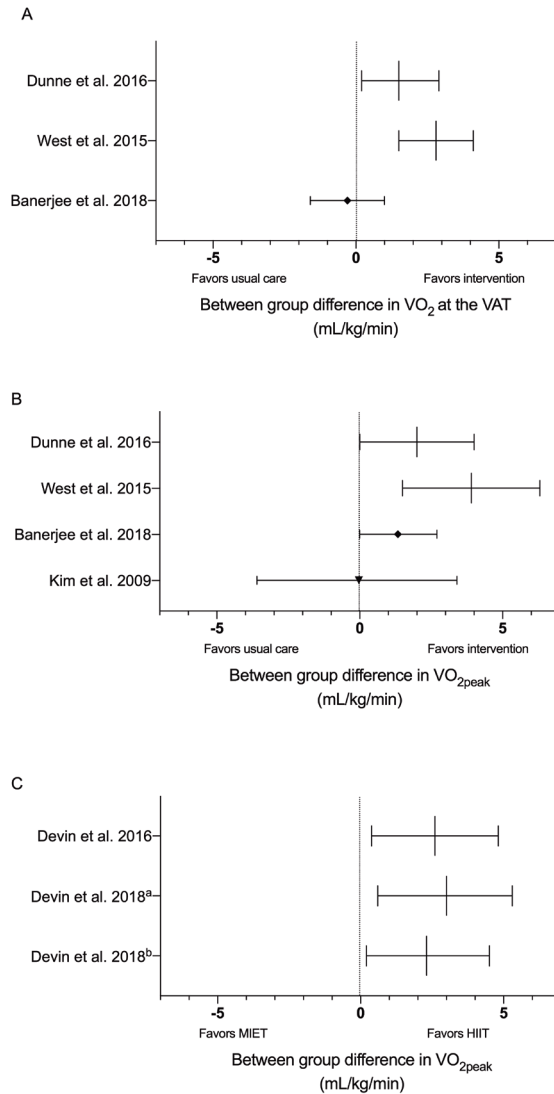 A
Dunne et al. 2016
West et al. 2015
Banerjee et al. 2018
-5 0 5
Favors usual care Favors intervention
Between group difference in VO2 at the VAT
(mL/kg/min)
B
Dunne et al. 2016
West et al. 2015
Banerjee et al. 2018
Kim et al. 2009
-5 0 5
Favors usual care Favors intervention
Between group difference in VO2peak
(mL/kg/min)
C
Devin et al. 2016
Devin et al. 2018a
Devin et al. 2018b
-5 0 5
Favors MIET Favors HIIT
Between group difference in VO2peak
(mL/kg/min)